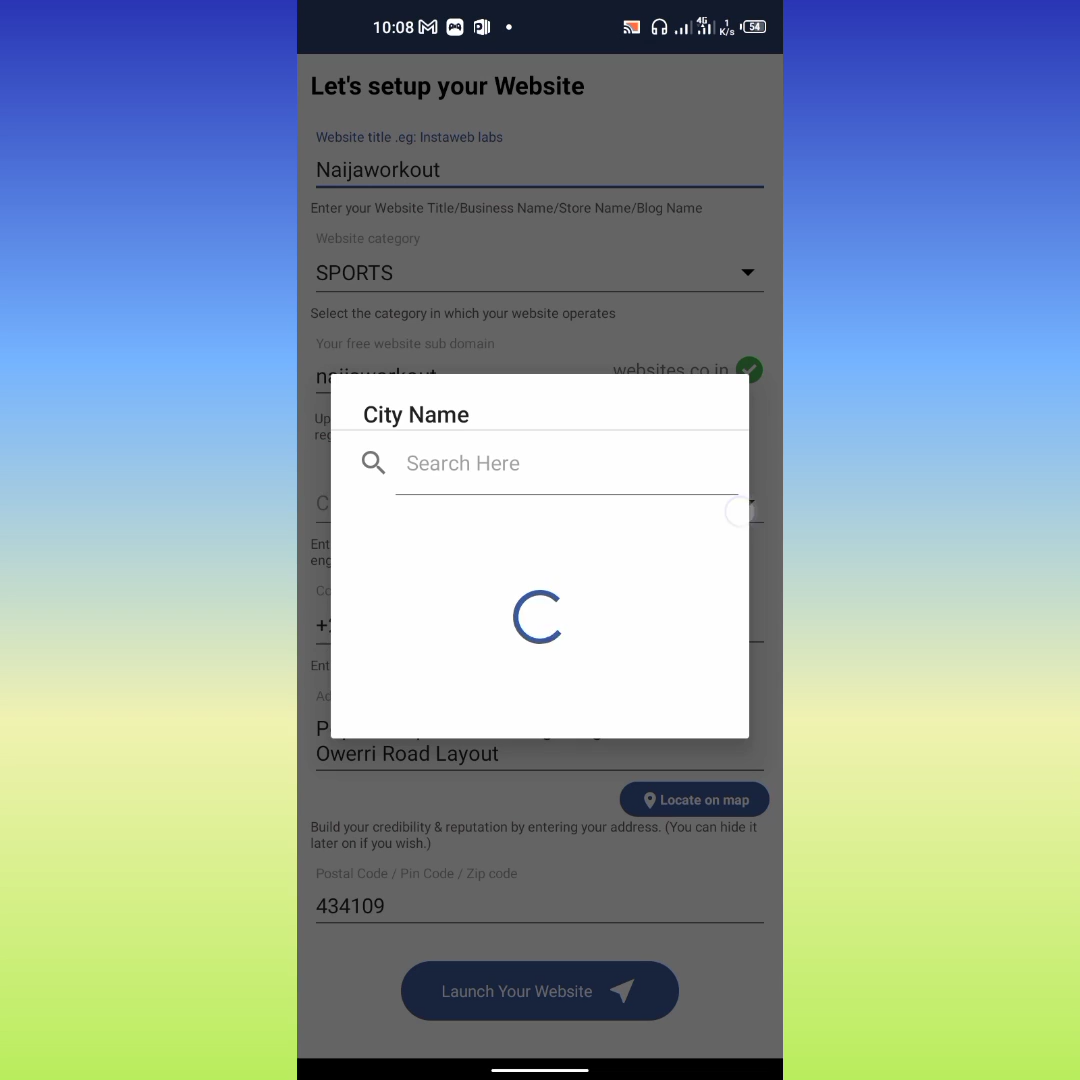 10:08
4G
1
K/s
54
Let's setup your Website
Website title .eg: Instaweb labs
Naijaworkout
Enter your Website Title/Business Name/Store Name/Blog Name
Website category
SPORTS
Select the category in which your website operates
Your free website sub domain
naijaworkout
websites.co.in
City Name
Search Here
Owerri Road Layout
Locate on map
Build your credibility & reputation by entering your address. (You can hide it
later on if you wish.)
Postal Code / Pin Code / Zip code
434109
Launch Your Website